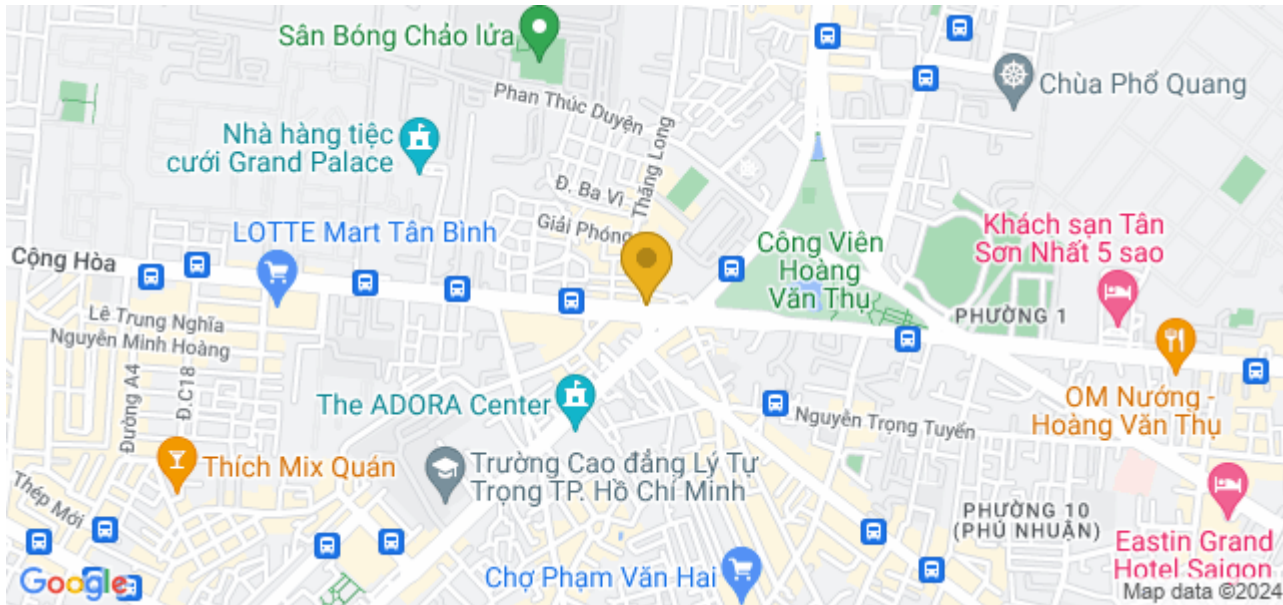 Sân Bóng Chảo lửa
Phan Thúc Duyện
Chùa Phổ Quang
Nhà hàng tiệc
cưới Grand Palace
Thăng Long
Đ. Ba Vì
Giải Phóng
LOTTE Mart Tân Bình
Cộng Hòa
Công Viên
Hoàng
Văn Thụ
Khách sạn Tân
Sơn Nhất 5 sao
PHƯỜNG 1
Lê Trung Nghĩa
Nguyễn Minh Hoàng
Đường A4
Đ.C18
The ADORA Center
OM Nướng -
Hoàng Văn Thụ
Nguyễn Trọng Tuyển
Thích Mix Quán
Trường Cao đẳng Lý Tự
Trọng TP. Hồ Chí Minh
Thép Mới
PHƯỜNG 10
(PHÚ NHUẬN)
Eastin Grand
Hotel Saigon
Chợ Phạm Văn Hai
Google
Map data ©2024